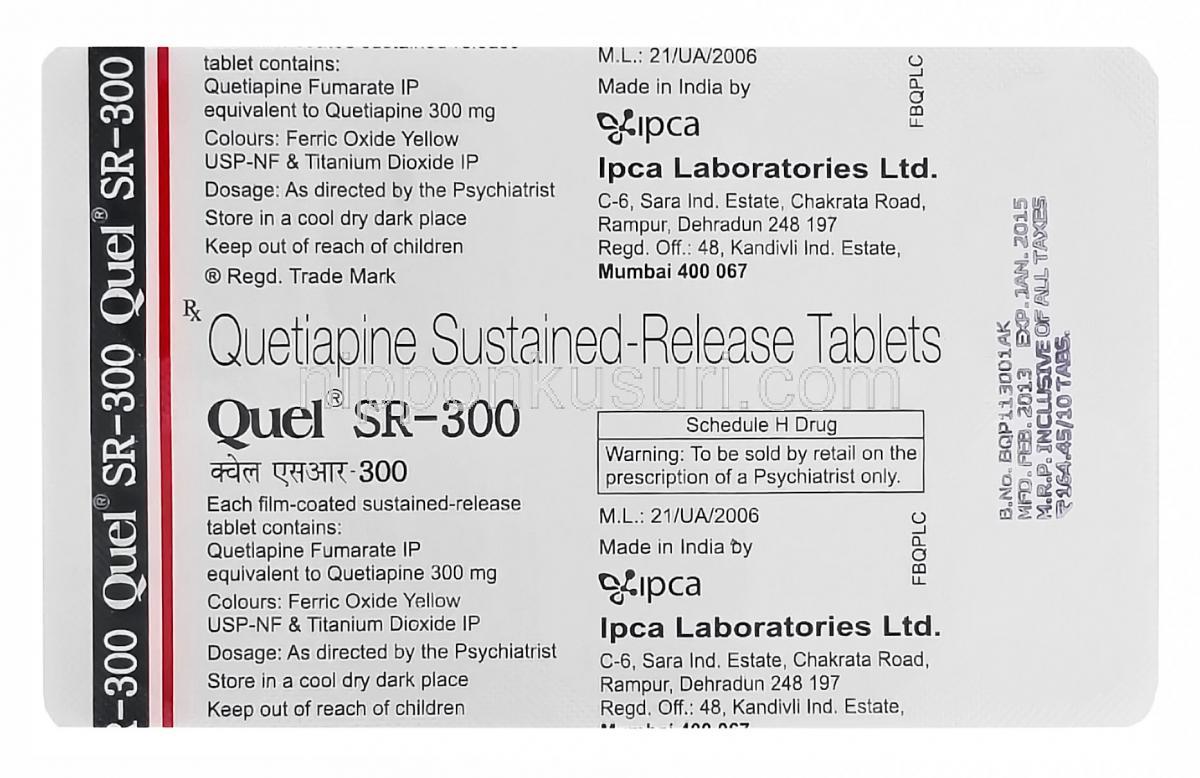 tablet contains:
Quetiapine Fumarate IP
equivalent to Quetiapine 300 mg
Colours: Ferric Oxide Yellow
USP-NF & Titanium Dioxide IP
Dosage: As directed by the Psychiatrist
Store in a cool dry dark place
Keep out of reach of children
® Regd. Trade Mark
M.L.: 21/UA/2006
Made in India by
ipca
Ipca Laboratories Ltd.
C-6, Sara Ind. Estate, Chakrata Road,
Rampur, Dehradun 248 197
Regd. Off.: 48, Kandivli Ind. Estate,
Mumbai 400 067
FBQPLC
Rx Quetiapine Sustained-Release Tablets
nipponkusuri.com
Quel® SR-300
क्वेल एसआर-300
Each film-coated sustained-release
tablet contains:
Quetiapine Fumarate IP
equivalent to Quetiapine 300 mg
Colours: Ferric Oxide Yellow
USP-NF & Titanium Dioxide IP
Dosage: As directed by the Psychiatrist
Store in a cool dry dark place
Keep out of reach of children
Schedule H Drug
Warning: To be sold by retail on the
prescription of a Psychiatrist only.
M.L.: 21/UA/2006
Made in India by
ipca
Ipca Laboratories Ltd.
C-6, Sara Ind. Estate, Chakrata Road,
Rampur, Dehradun 248 197
Regd. Off.: 48, Kandivli Ind. Estate,
FBQPLC
B.No. BQP113001AK
MFD. FEB. 2013 EXP. JAN. 2015
M.R.P. INCLUSIVE OF ALL TAXES
₹164.45/10 TABS.
R-300 Quel® SR-300 Quel® SR-300